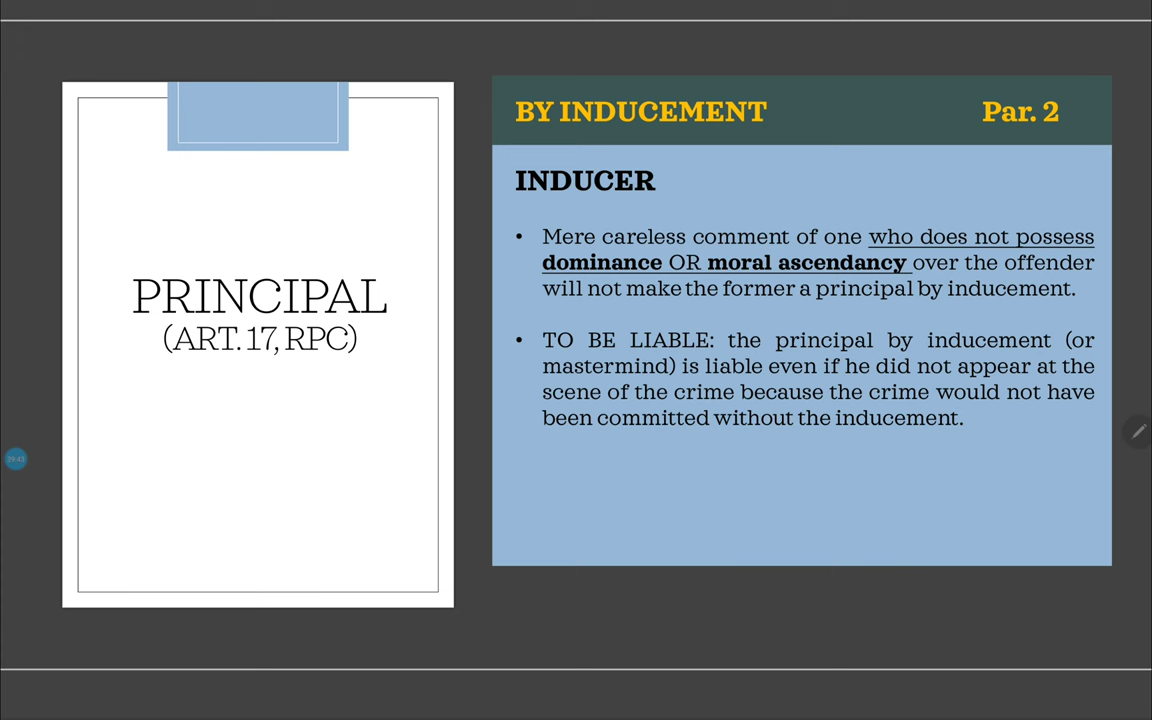 PRINCIPAL
(ART. 17, RPC)
BY INDUCEMENT Par. 2
INDUCER
• Mere careless comment of one who does not possess
dominance OR moral ascendancy over the offender
will not make the former a principal by inducement.
• TO BE LIABLE: the principal by inducement (or
mastermind) is liable even if he did not appear at the
scene of the crime because the crime would not have
been committed without the inducement.
39:43